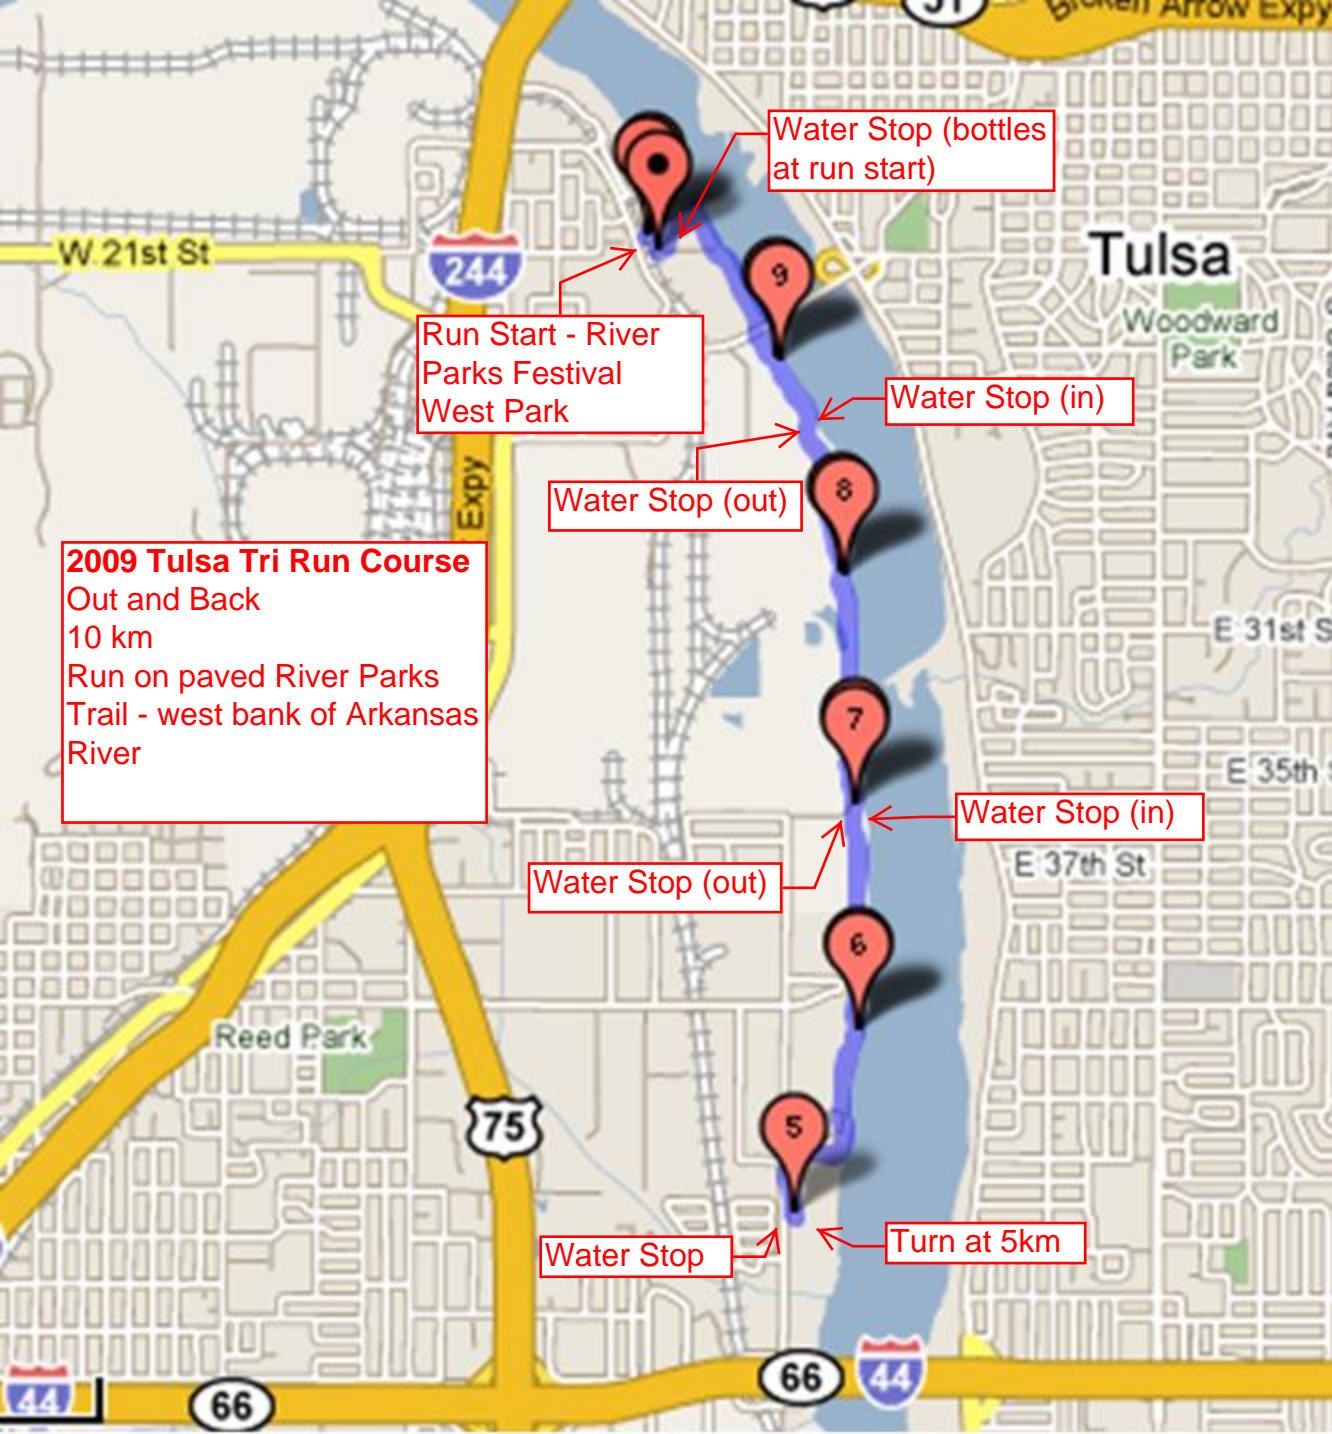 51
Broken Arrow Expy
Water Stop (bottles
at run start)
W 21st St
244
9
Tulsa
Woodward
Park
Run Start - River
Parks Festival
West Park
Water Stop (in)
Water Stop (out)
8
Expy
2009 Tulsa Tri Run Course
Out and Back
10 km
Run on paved River Parks
Trail - west bank of Arkansas
River
E 31st S
7
E 35th
Water Stop (in)
E 37th St
Water Stop (out)
6
Reed Park
75
5
Water Stop
Turn at 5km
66
44
44
66